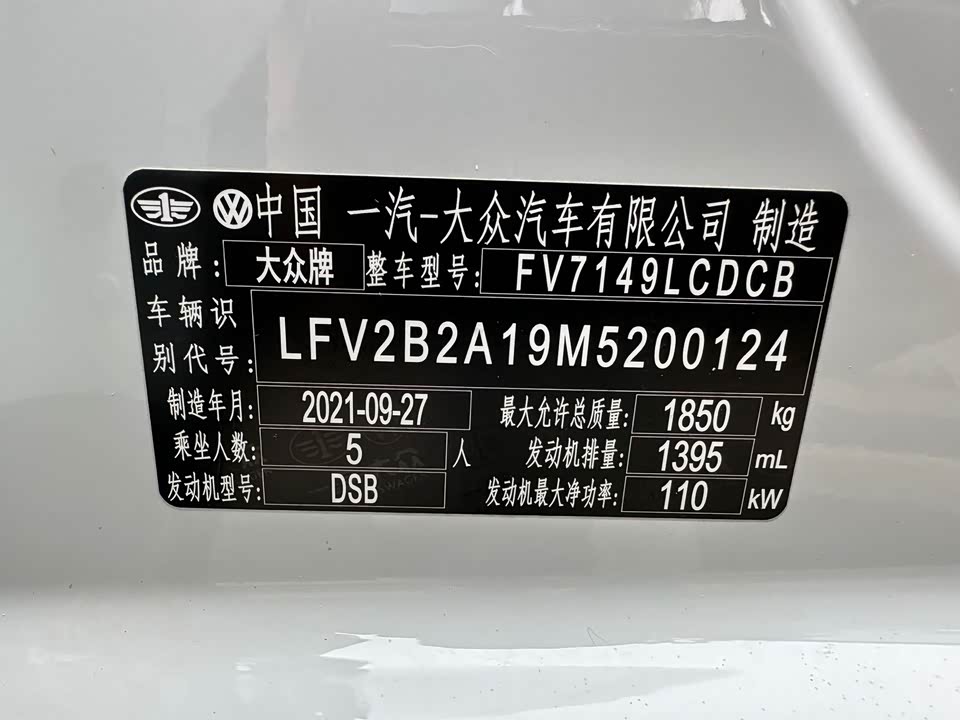 中国 一汽-大众汽车有限公司 制造
品牌: 大众牌 整车型号: FV7149LCDCB
车辆识
别代号: LFV2B2A19M5200124
制造年月: 2021-09-27 最大允许总质量: 1850 kg
乘坐人数: 5 人 发动机排量: 1395 mL
发动机型号: DSB 发动机最大净功率: 110 kW